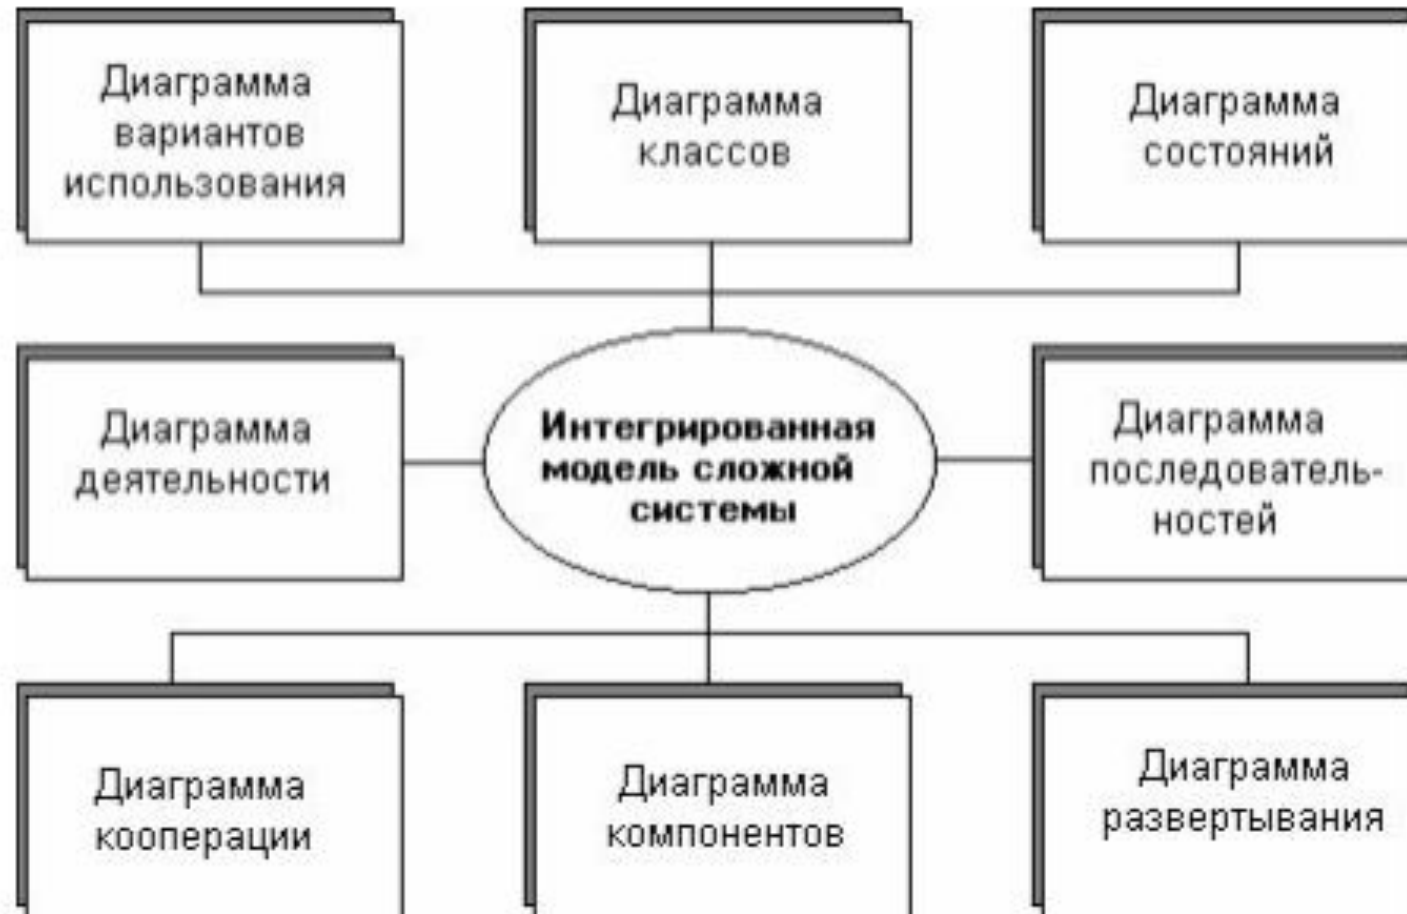 Диаграмма
вариантов
использования
Диаграмма
классов
Диаграмма
состояний
Диаграмма
деятельности
Интегрированная
модель сложной
системы
Диаграмма
последователь-
ностей
Диаграмма
кооперации
Диаграмма
компонентов
Диаграмма
развертывания